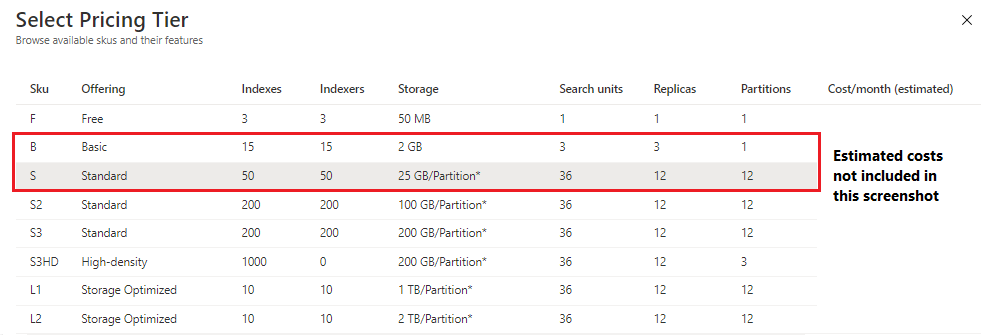 Select Pricing Tier
Browse available skus and their features
Sku Offering Indexes Indexers Storage Search units Replicas Partitions Cost/month (estimated)
F Free 3 3 50 MB 1 1 1
B Basic 15 15 2 GB 3 3 1
S Standard 50 50 25 GB/Partition* 36 12 12
S2 Standard 200 200 100 GB/Partition* 36 12 12
S3 Standard 200 200 200 GB/Partition* 36 12 12
S3HD High-density 1000 0 200 GB/Partition* 36 12 3
L1 Storage Optimized 10 10 1 TB/Partition* 36 12 12
L2 Storage Optimized 10 10 2 TB/Partition* 36 12 12
Estimated costs
not included in
this screenshot